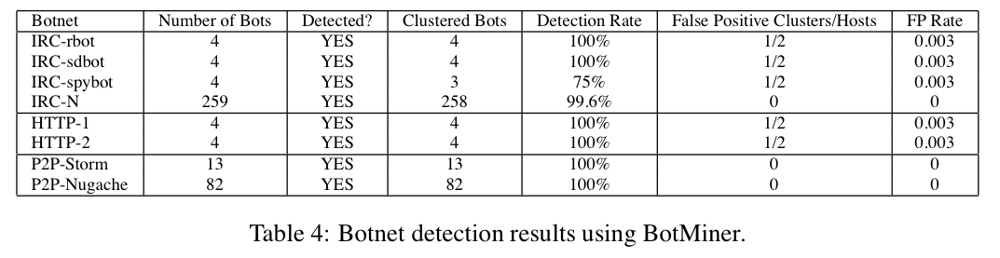 Botnet Number of Bots Detected? Clustered Bots Detection Rate False Positive Clusters/Hosts FP Rate
IRC-rbot 4 YES 4 100% 1/2 0.003
IRC-sdbot 4 YES 4 100% 1/2 0.003
IRC-spybot 4 YES 3 75% 1/2 0.003
IRC-N 259 YES 258 99.6% 0 0
HTTP-1 4 YES 4 100% 1/2 0.003
HTTP-2 4 YES 4 100% 1/2 0.003
P2P-Storm 13 YES 13 100% 0 0
P2P-Nugache 82 YES 82 100% 0 0
Table 4: Botnet detection results using BotMiner.